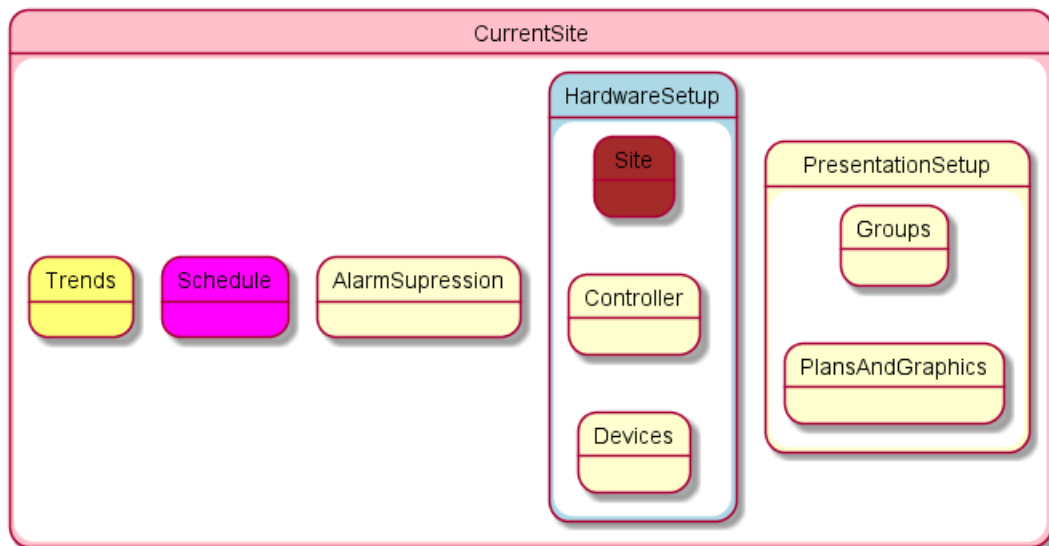 CurrentSite
HardwareSetup
Site
PresentationSetup
Groups
Trends
Schedule
AlarmSupression
Controller
PlansAndGraphics
Devices